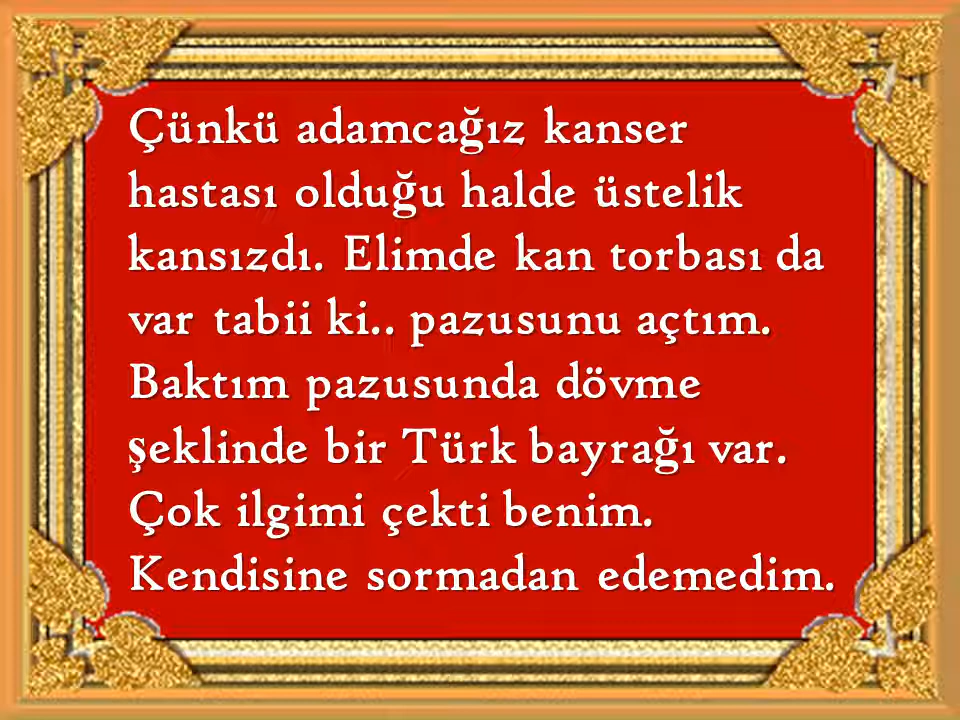 Çünkü adamcağız kanser
hastası olduğu halde üstelik
kansızdı. Elimde kan torbası da
var tabii ki.. pazusunu açtım.
Baktım pazusunda dövme
şeklinde bir Türk bayrağı var.
Çok ilgimi çekti benim.
Kendisine sormadan edemedim.